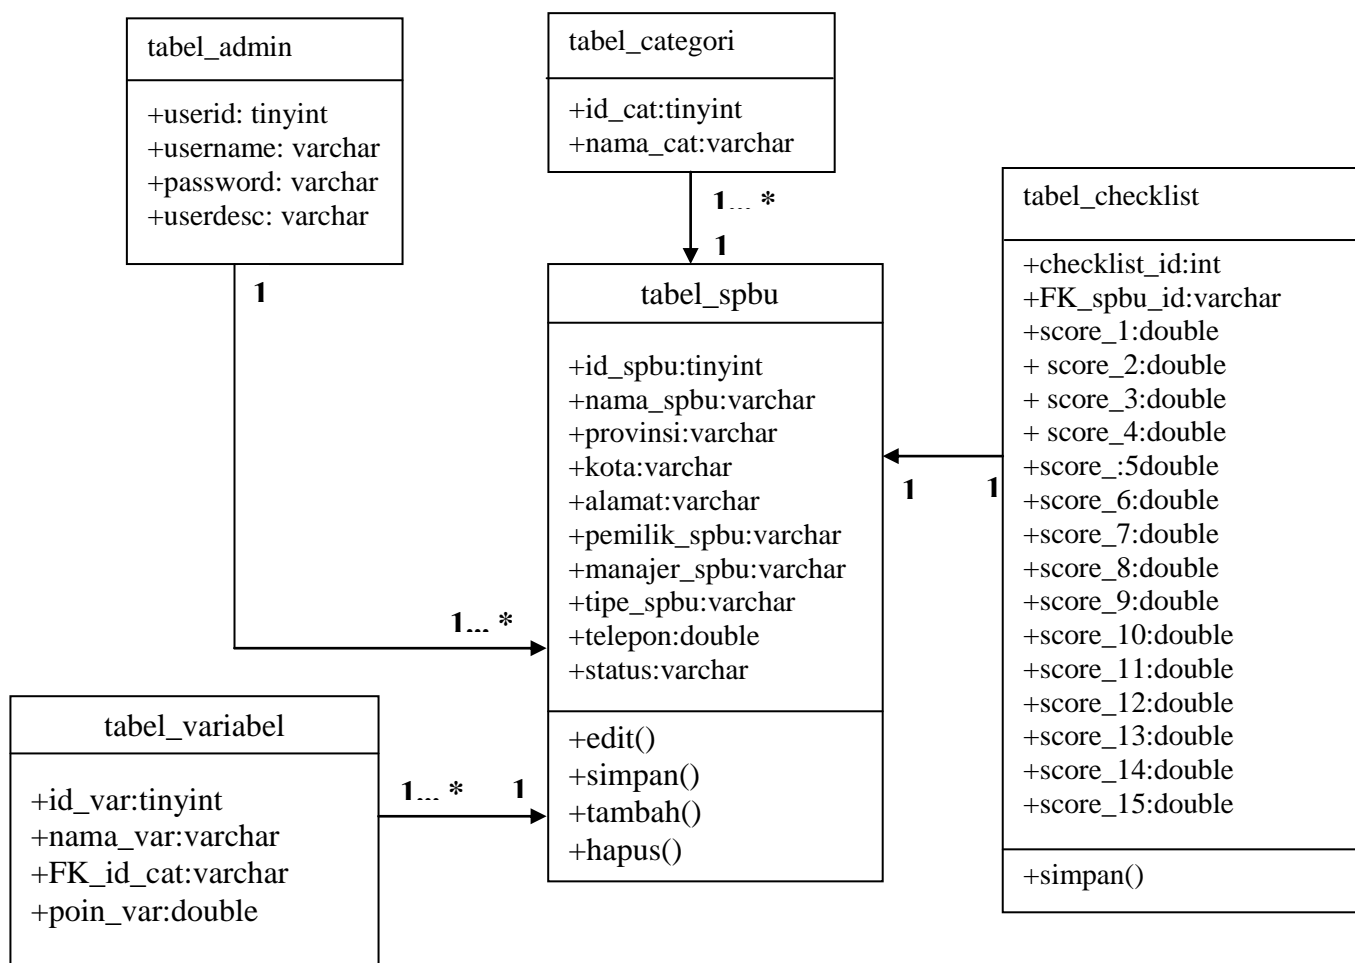 tabel_admin
+userid: tinyint
+username: varchar
+password: varchar
+userdesc: varchar
1
tabel_categori
+id_cat:tinyint
+nama_cat:varchar
1... *
1
tabel_spbu
+id_spbu:tinyint
+nama_spbu:varchar
+provinsi:varchar
+kota:varchar
+alamat:varchar
+pemilik_spbu:varchar
+manajer_spbu:varchar
+tipe_spbu:varchar
+telepon:double
+status:varchar
+edit()
+simpan()
+tambah()
+hapus()
1... *
tabel_checklist
+checklist_id:int
+FK_spbu_id:varchar
+score_1:double
+ score_2:double
+ score_3:double
+ score_4:double
+score_:5double
+score_6:double
+score_7:double
+score_8:double
+score_9:double
+score_10:double
+score_11:double
+score_12:double
+score_13:double
+score_14:double
+score_15:double
+simpan()
1
1
tabel_variabel
+id_var:tinyint
+nama_var:varchar
+FK_id_cat:varchar
+poin_var:double
1... *
1